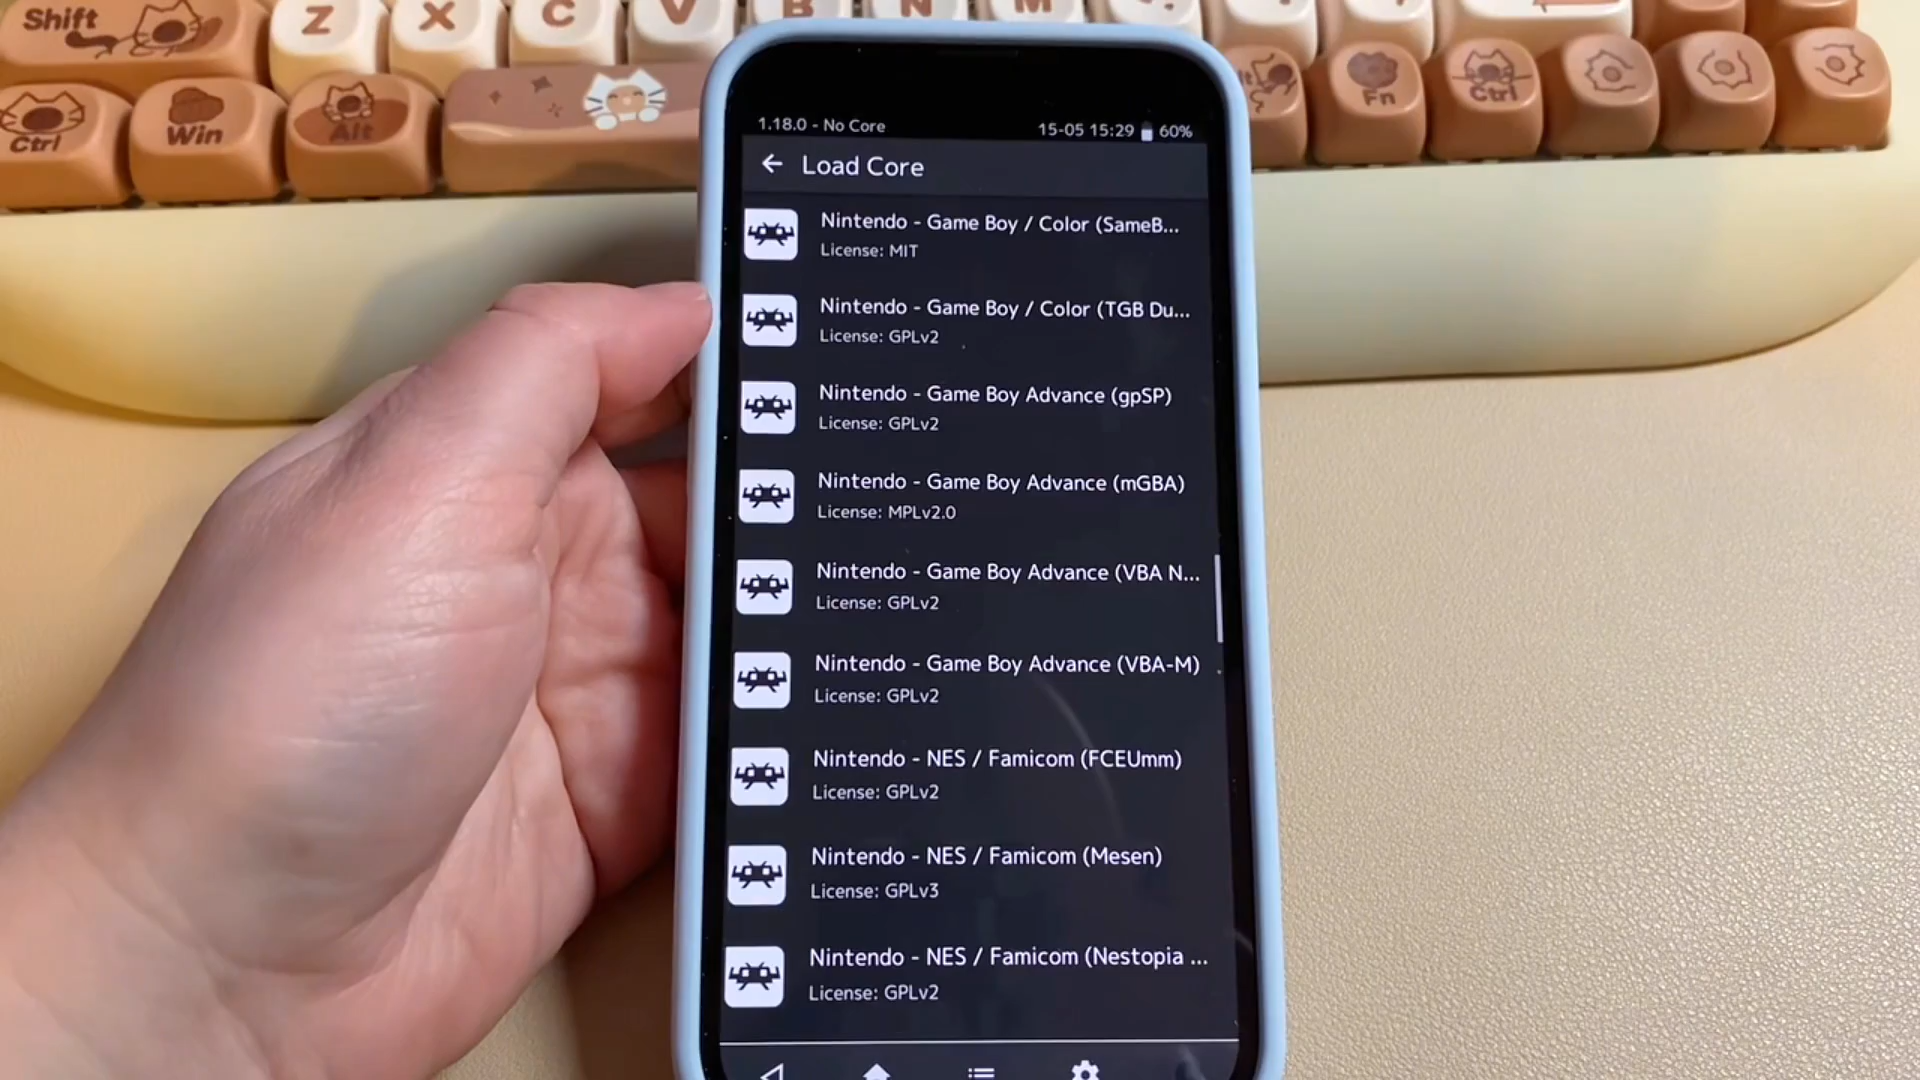 Shift
Z X C V B N M
Ctrl
Win
Alt
Fn
Ctrl
1.18.0 - No Core
15-05 15:29 60%
Load Core
Nintendo - Game Boy / Color (SameB...
License: MIT
Nintendo - Game Boy / Color (TGB Du...
License: GPLv2
Nintendo - Game Boy Advance (gpSP)
License: GPLv2
Nintendo - Game Boy Advance (mGBA)
License: MPLv2.0
Nintendo - Game Boy Advance (VBA N...
License: GPLv2
Nintendo - Game Boy Advance (VBA-M)
License: GPLv2
Nintendo - NES / Famicom (FCEUmm)
License: GPLv2
Nintendo - NES / Famicom (Mesen)
License: GPLv3
Nintendo - NES / Famicom (Nestopia ...
License: GPLv2